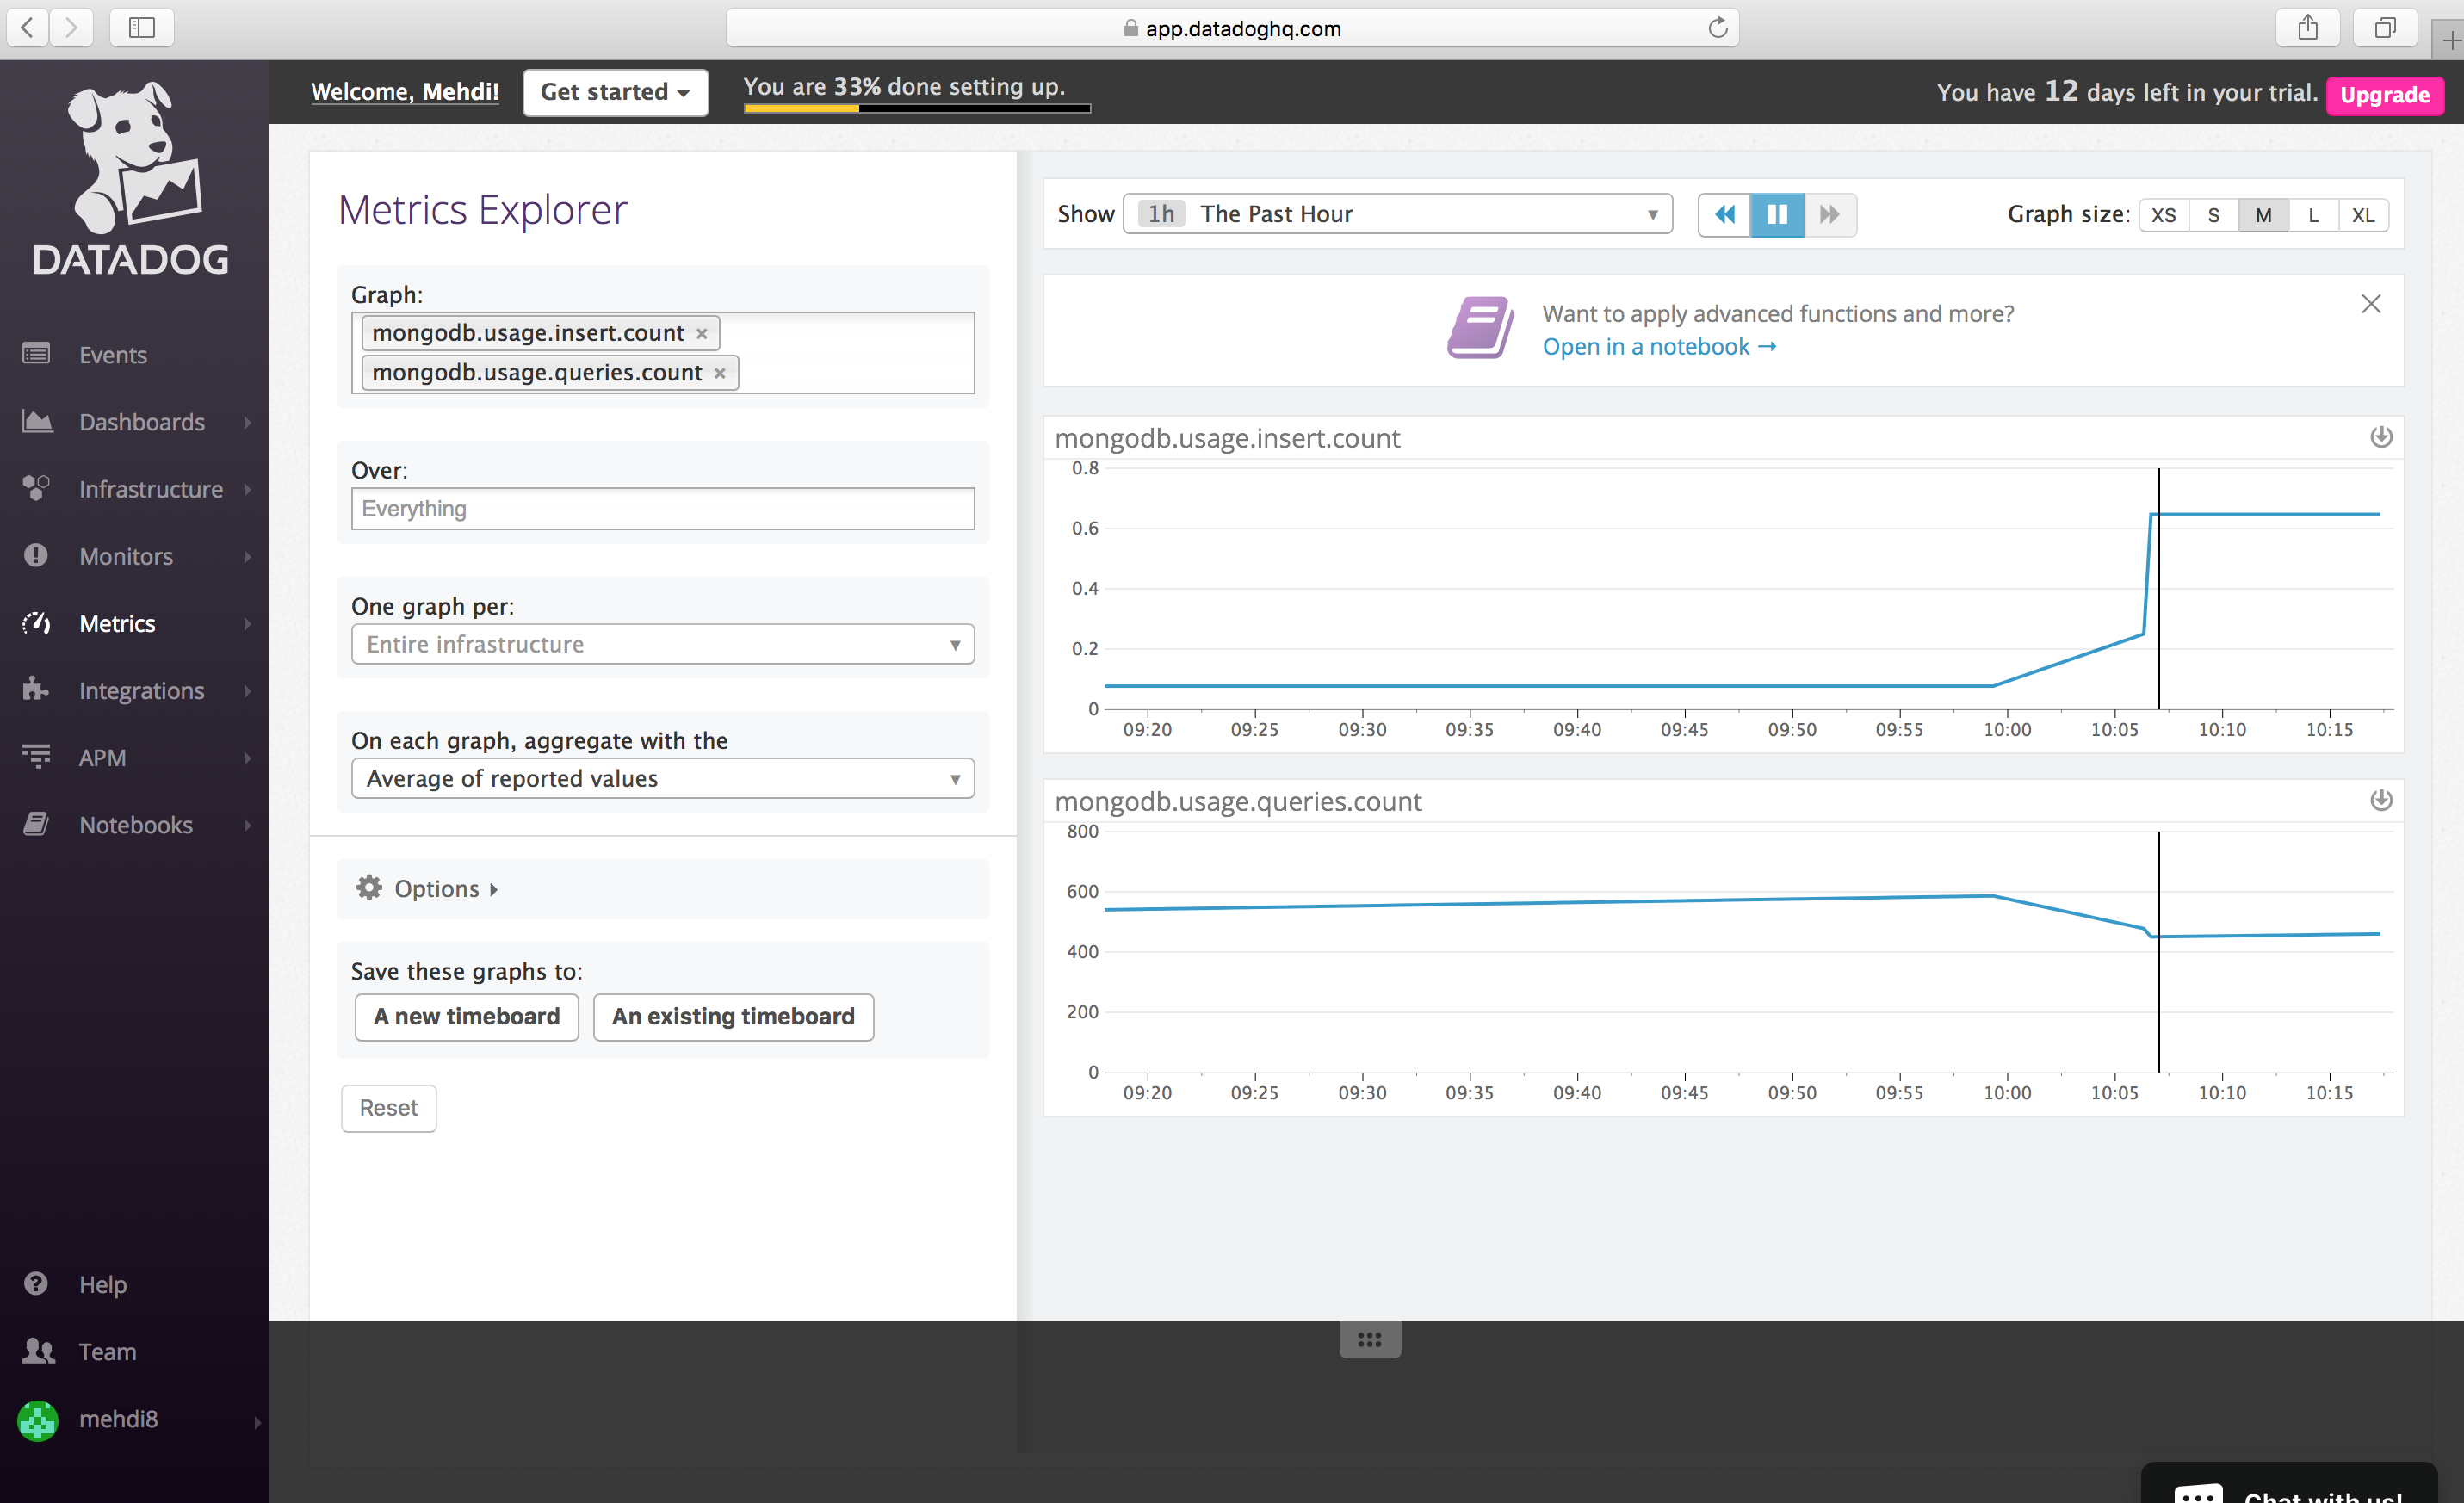 app.datadoghq.com
DATADOG
Events
Dashboards
Infrastructure
Monitors
Metrics
Integrations
APM
Notebooks
Help
Team
mehdi8
Welcome, Mehdi!
Get started
You are 33% done setting up.
You have 12 days left in your trial.
Upgrade
Metrics Explorer
Graph:
mongodb.usage.insert.count ×
mongodb.usage.queries.count ×
Over:
Everything
One graph per:
Entire infrastructure
On each graph, aggregate with the
Average of reported values
Options
Save these graphs to:
A new timeboard
An existing timeboard
Reset
Show 1h The Past Hour
Graph size: XS S M L XL
Want to apply advanced functions and more?
Open in a notebook →
mongodb.usage.insert.count
0.8
0.6
0.4
0.2
0
09:20 09:25 09:30 09:35 09:40 09:45 09:50 09:55 10:00 10:05 10:10 10:15
mongodb.usage.queries.count
800
600
400
200
0
09:20 09:25 09:30 09:35 09:40 09:45 09:50 09:55 10:00 10:05 10:10 10:15
Chat with us!